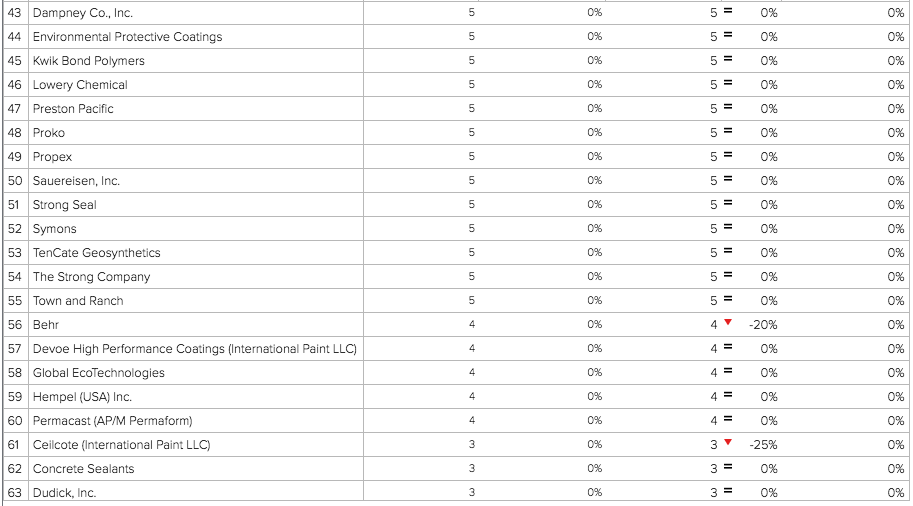 43 Dampney Co., Inc. 5 0% 5 = 0% 0%
44 Environmental Protective Coatings 5 0% 5 = 0% 0%
45 Kwik Bond Polymers 5 0% 5 = 0% 0%
46 Lowery Chemical 5 0% 5 = 0% 0%
47 Preston Pacific 5 0% 5 = 0% 0%
48 Proko 5 0% 5 = 0% 0%
49 Propex 5 0% 5 = 0% 0%
50 Sauereisen, Inc. 5 0% 5 = 0% 0%
51 Strong Seal 5 0% 5 = 0% 0%
52 Symons 5 0% 5 = 0% 0%
53 TenCate Geosynthetics 5 0% 5 = 0% 0%
54 The Strong Company 5 0% 5 = 0% 0%
55 Town and Ranch 5 0% 5 = 0% 0%
56 Behr 4 0% 4 ▼ -20% 0%
57 Devoe High Performance Coatings (International Paint LLC) 4 0% 4 = 0% 0%
58 Global EcoTechnologies 4 0% 4 = 0% 0%
59 Hempel (USA) Inc. 4 0% 4 = 0% 0%
60 Permacast (AP/M Permaform) 4 0% 4 = 0% 0%
61 Ceilcote (International Paint LLC) 3 0% 3 ▼ -25% 0%
62 Concrete Sealants 3 0% 3 = 0% 0%
63 Dudick, Inc. 3 0% 3 = 0% 0%